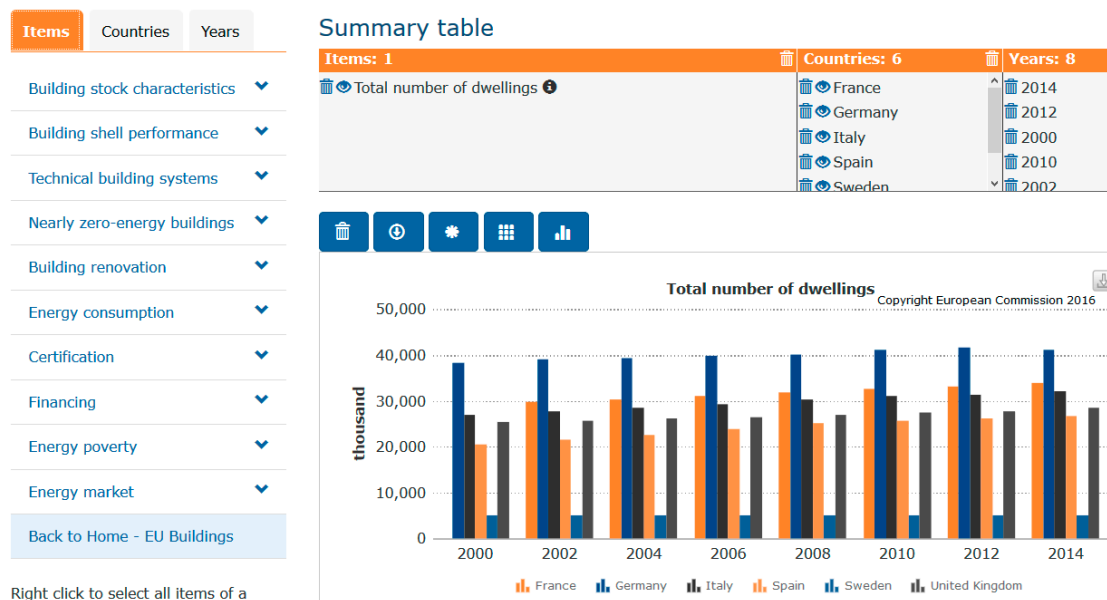 Items Countries Years
Building stock characteristics
Building shell performance
Technical building systems
Nearly zero-energy buildings
Building renovation
Energy consumption
Certification
Financing
Energy poverty
Energy market
Back to Home - EU Buildings
Right click to select all items of a
Summary table
Items: 1 Countries: 6 Years: 8
Total number of dwellings France 2014
Germany 2012
Italy 2000
Spain 2010
Sweden 2002
Total number of dwellings
Copyright European Commission 2016
thousand
50,000
40,000
30,000
20,000
10,000
0
2000 2002 2004 2006 2008 2010 2012 2014
France Germany Italy Spain Sweden United Kingdom